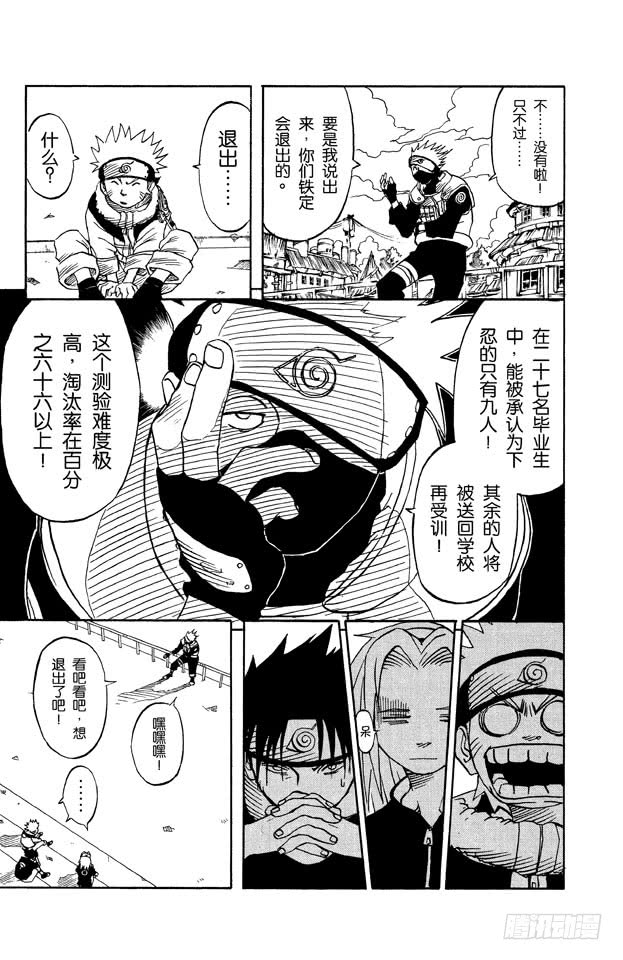 不……没有啦！
只不过……
要是我说出
来，你们铁定
会退出的。
退出……
什么？
在二十七名毕业生
中，能被承认为下
忍的只有九人！
其余的人将
被送回学校
再受训！
这个测验难度极
高，淘汰率在百分
之六十六以上！
呆
嘿嘿嘿！
看吧看吧，想
退出了吧！
……
腾讯动漫